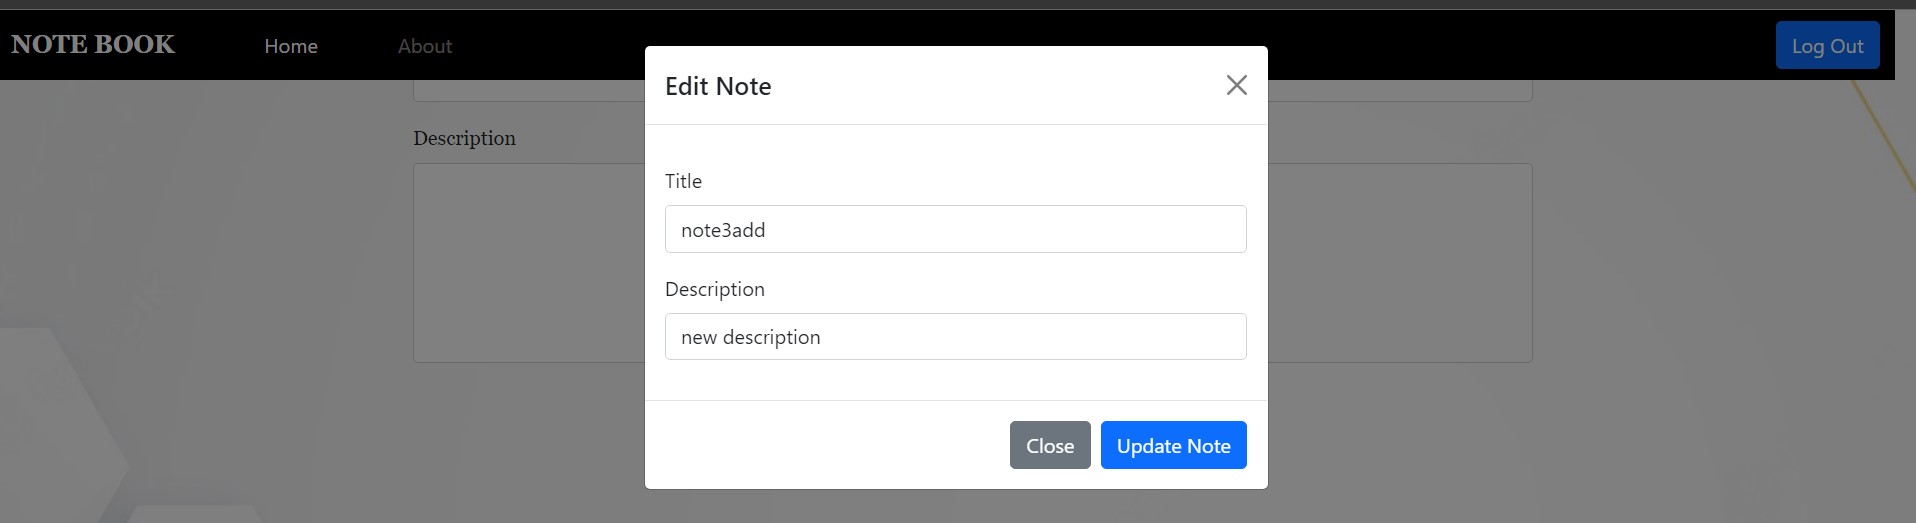 NOTE BOOK Home About Log Out
Description
Edit Note
Title
note3add
Description
new description
Close Update Note